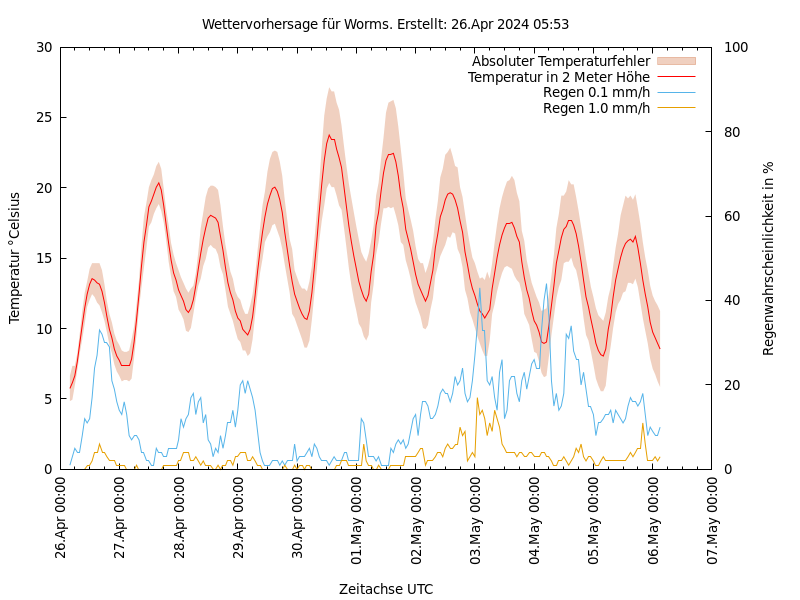 Wettervorhersage für Worms. Erstellt: 26.Apr 2024 05:53
Absoluter Temperaturfehler
Temperatur in 2 Meter Höhe
Regen 0.1 mm/h
Regen 1.0 mm/h
Temperatur °Celsius
30
25
20
15
10
5
0
100
80
60
40
20
0
Regenwahrscheinlichkeit in %
26.Apr 00:00
27.Apr 00:00
28.Apr 00:00
29.Apr 00:00
30.Apr 00:00
01.May 00:00
02.May 00:00
03.May 00:00
04.May 00:00
05.May 00:00
06.May 00:00
07.May 00:00
Zeitachse UTC